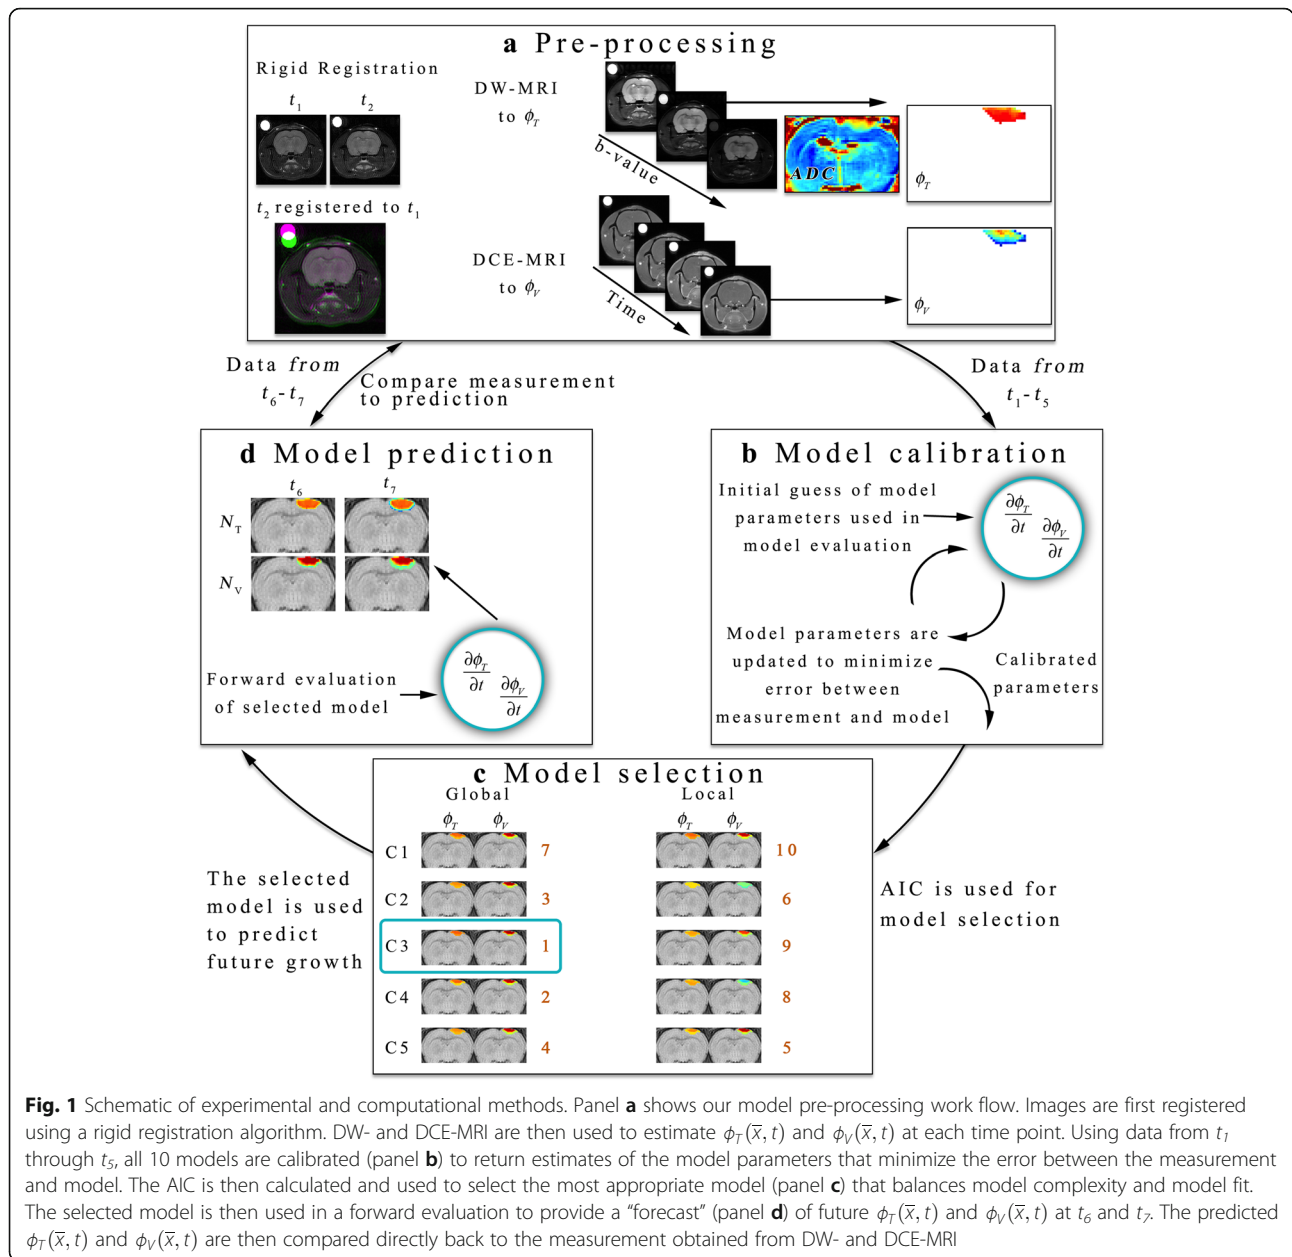 a Pre-processing
Rigid Registration
t1 t2
t2 registered to t1
DW-MRI
to ϕT
b-value
ADC
ϕT
DCE-MRI
to ϕV
Time
ϕV
Data from
t6-t7
Compare measurement
to prediction
Data from
t1-t5
d Model prediction
t6 t7
NT
NV
Forward evaluation
of selected model
∂ϕT
∂t
∂ϕV
∂t
b Model calibration
Initial guess of model
parameters used in
model evaluation
∂ϕT
∂t
∂ϕV
∂t
Model parameters are
updated to minimize
error between
measurement and model
Calibrated
parameters
c Model selection
Global Local
ϕT ϕV ϕT ϕV
C1 7 10
C2 3 6
C3 1 9
C4 2 8
C5 4 5
The selected
model is used
to predict
future growth
AIC is used for
model selection
Fig. 1 Schematic of experimental and computational methods. Panel a shows our model pre-processing work flow. Images are first registered
using a rigid registration algorithm. DW- and DCE-MRI are then used to estimate ϕT(x̅, t) and ϕV(x̅, t) at each time point. Using data from t1
through t5, all 10 models are calibrated (panel b) to return estimates of the model parameters that minimize the error between the measurement
and model. The AIC is then calculated and used to select the most appropriate model (panel c) that balances model complexity and model fit.
The selected model is then used in a forward evaluation to provide a “forecast” (panel d) of future ϕT(x̅, t) and ϕV(x̅, t) at t6 and t7. The predicted
ϕT(x̅, t) and ϕV(x̅, t) are then compared directly back to the measurement obtained from DW- and DCE-MRI